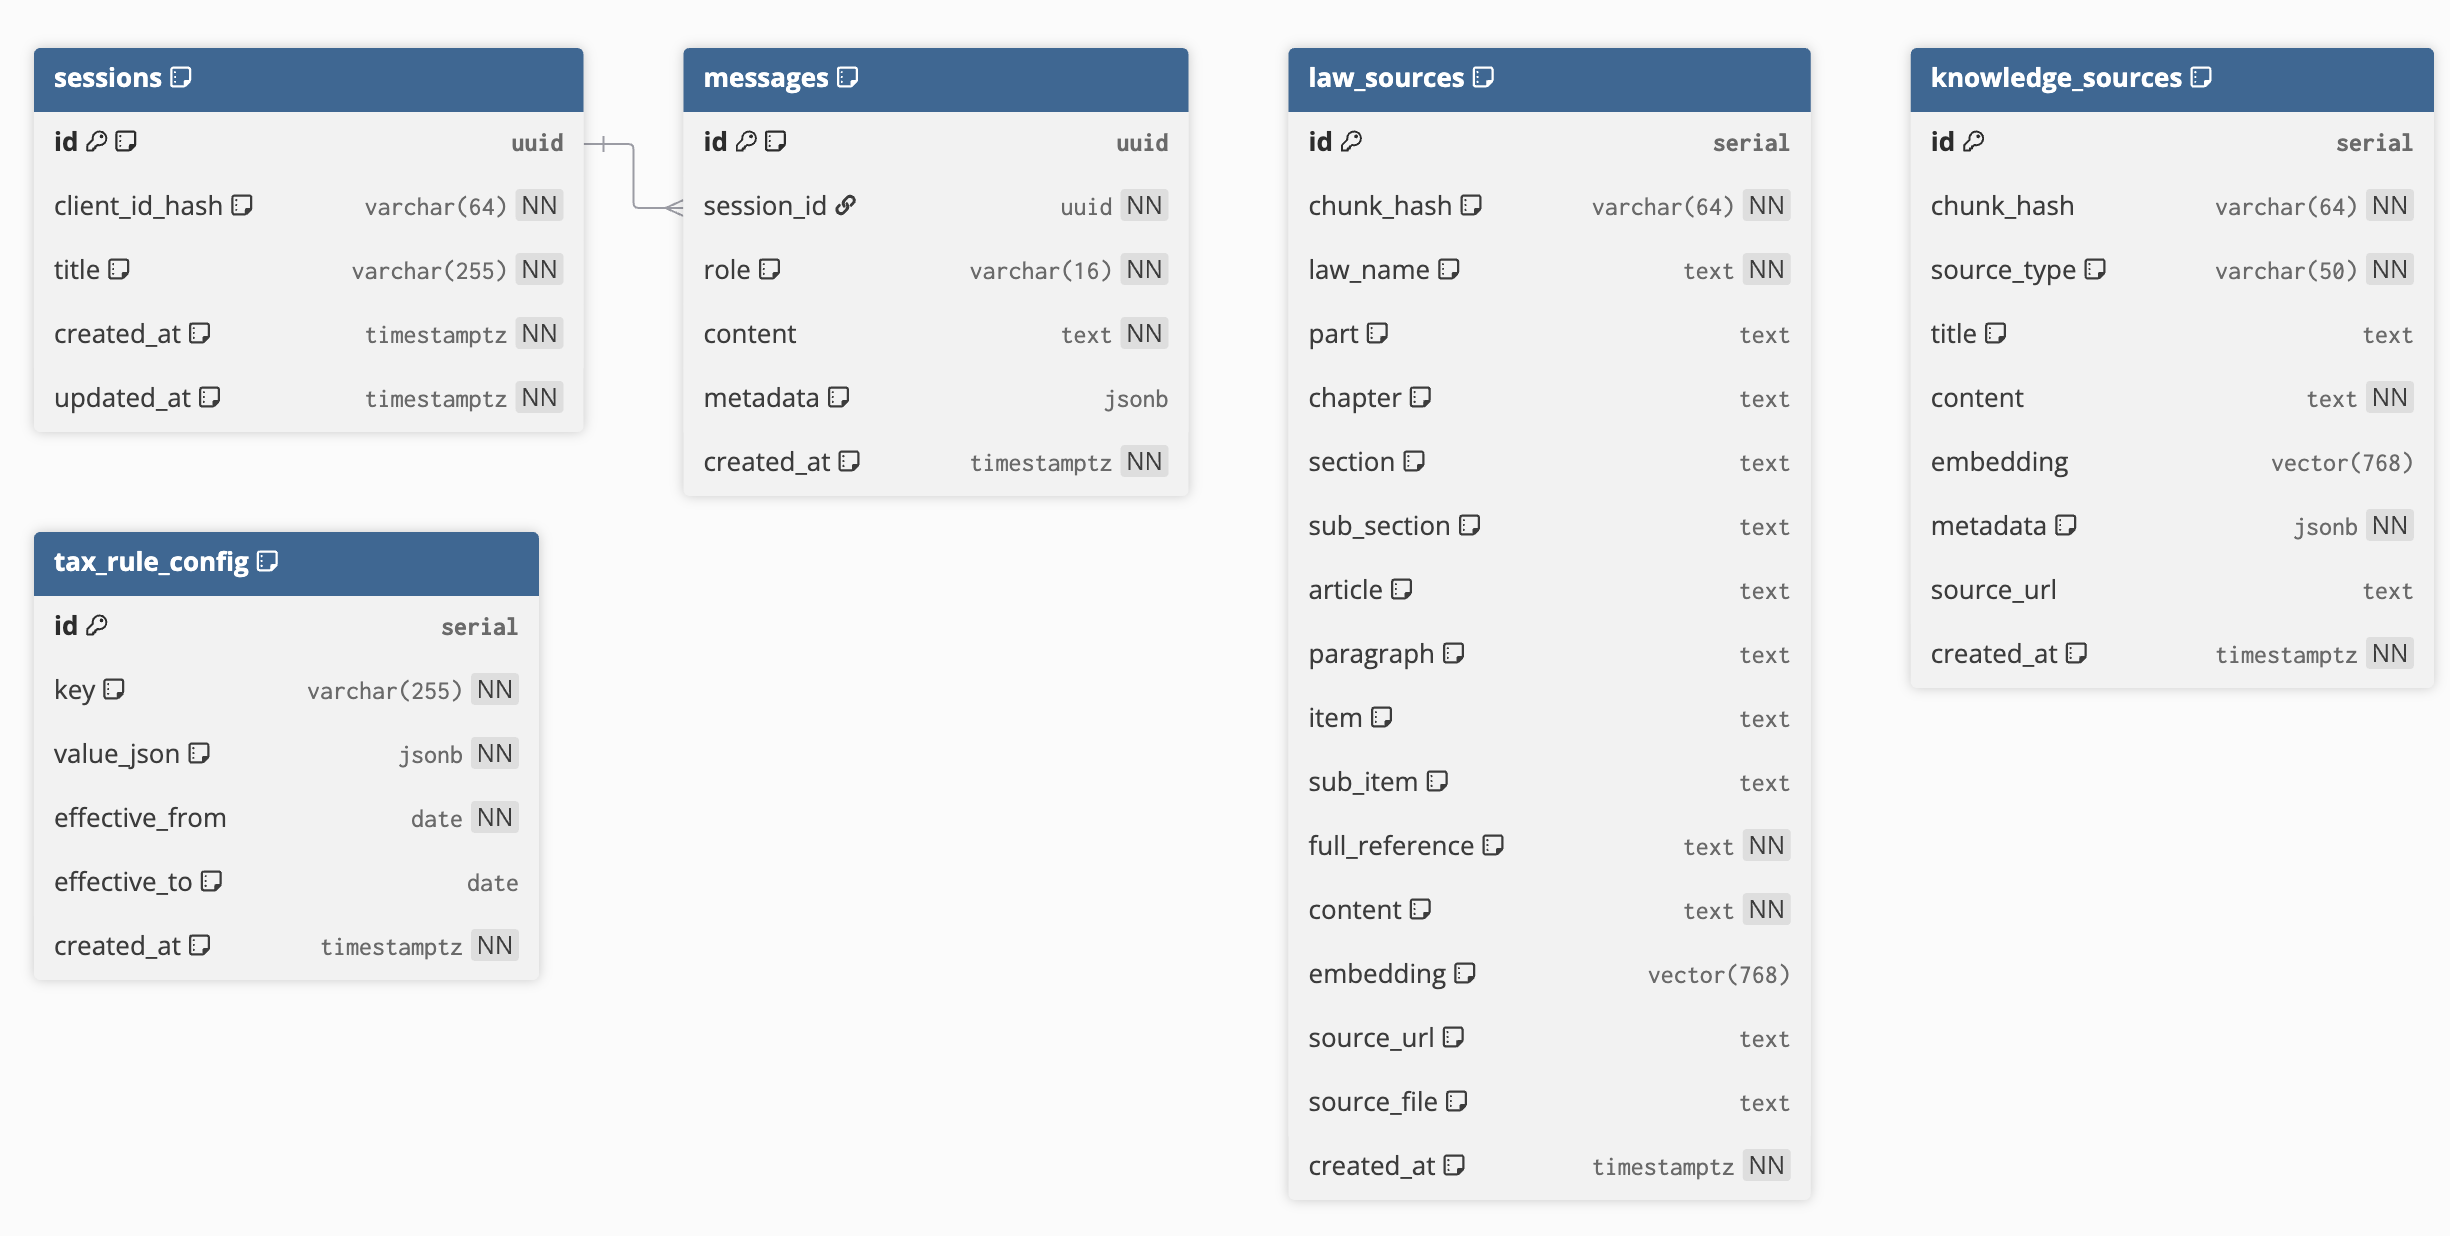 sessions
id uuid
client_id_hash varchar(64) NN
title varchar(255) NN
created_at timestamptz NN
updated_at timestamptz NN
messages
id uuid
session_id uuid NN
role varchar(16) NN
content text NN
metadata jsonb
created_at timestamptz NN
law_sources
id serial
chunk_hash varchar(64) NN
law_name text NN
part text
chapter text
section text
sub_section text
article text
paragraph text
item text
sub_item text
full_reference text NN
content text NN
embedding vector(768)
source_url text
source_file text
created_at timestamptz NN
knowledge_sources
id serial
chunk_hash varchar(64) NN
source_type varchar(50) NN
title text
content text NN
embedding vector(768)
metadata jsonb NN
source_url text
created_at timestamptz NN
tax_rule_config
id serial
key varchar(255) NN
value_json jsonb NN
effective_from date NN
effective_to date
created_at timestamptz NN